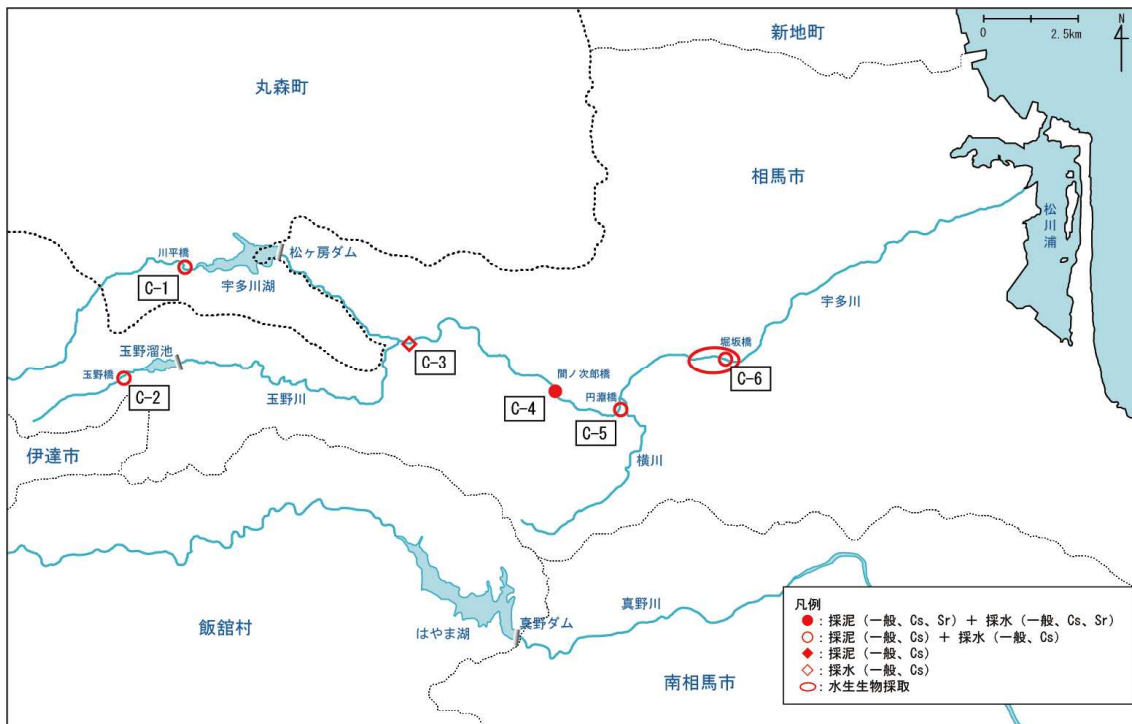 新地町
0 2.5km
丸森町
相馬市
松川浦
川平橋
松ヶ房ダム
C-1
宇多川湖
宇多川
玉野溜池
堀坂橋
C-3
C-6
玉野橋
間ノ次郎橋
C-2
玉野川
C-4
円淵橋
C-5
伊達市
横川
凡例
●：採泥（一般、Cs、Sr）＋ 採水（一般、Cs、Sr）
○：採泥（一般、Cs）＋ 採水（一般、Cs）
◆：採泥（一般、Cs）
◇：採水（一般、Cs）
：水生生物採取
真野川
飯舘村
はやま湖
真野ダム
南相馬市